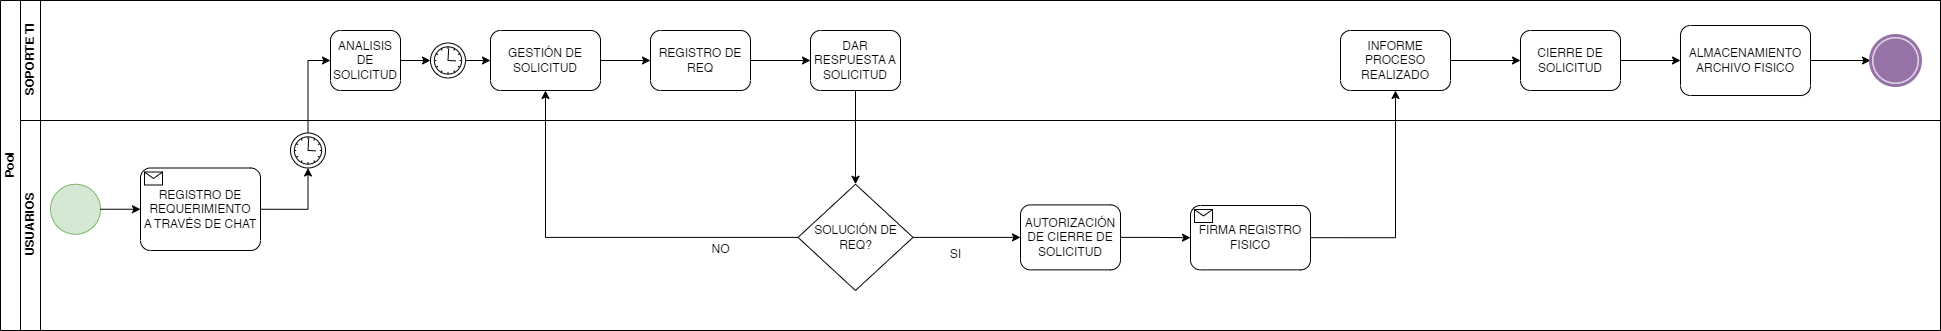 Pool
SOPORTE TI
ANALISIS
DE
SOLICITUD
GESTIÓN DE
SOLICITUD
REGISTRO DE
REQ
DAR
RESPUESTA A
SOLICITUD
INFORME
PROCESO
REALIZADO
CIERRE DE
SOLICITUD
ALMACENAMIENTO
ARCHIVO FISICO
USUARIOS
REGISTRO DE
REQUERIMIENTO
A TRAVÉS DE CHAT
NO
SOLUCIÓN DE
REQ?
SI
AUTORIZACIÓN
DE CIERRE DE
SOLICITUD
FIRMA REGISTRO
FISICO